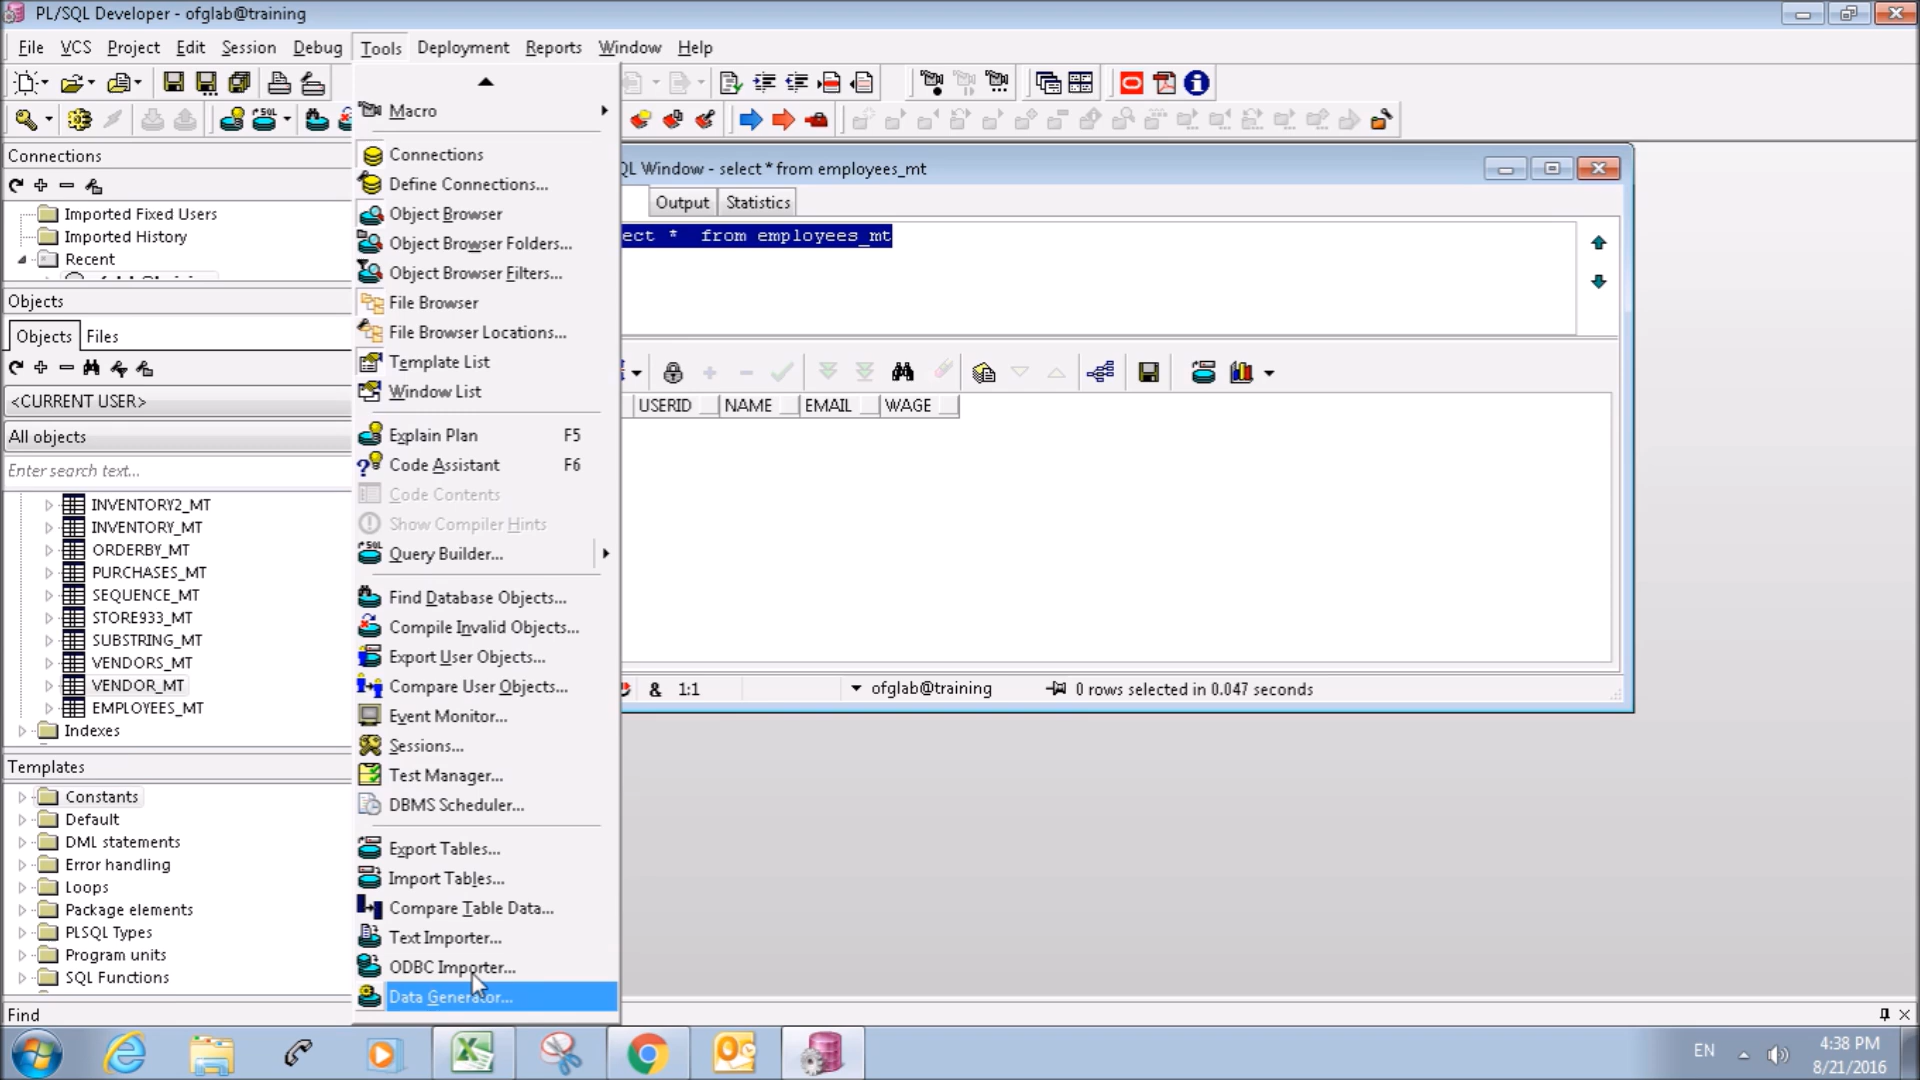 PL/SQL Developer - ofglab@training
File VCS Project Edit Session Debug Tools Deployment Reports Window Help
Connections
Imported Fixed Users
Imported History
Recent
Objects
Objects Files
<CURRENT USER>
All objects
Enter search text...
INVENTORY2_MT
INVENTORY_MT
ORDERBY_MT
PURCHASES_MT
SEQUENCE_MT
STORE933_MT
SUBSTRING_MT
VENDORS_MT
VENDOR_MT
EMPLOYEES_MT
Indexes
Templates
Constants
Default
DML statements
Error handling
Loops
Package elements
PLSQL Types
Program units
SQL Functions
Find
Macro
Connections
Define Connections...
Object Browser
Object Browser Folders...
Object Browser Filters...
File Browser
File Browser Locations...
Template List
Window List
Explain Plan F5
Code Assistant F6
Code Contents
Show Compiler Hints
Query Builder...
Find Database Objects...
Compile Invalid Objects...
Export User Objects...
Compare User Objects...
Event Monitor...
Sessions...
Test Manager...
DBMS Scheduler...
Export Tables...
Import Tables...
Compare Table Data...
Text Importer...
ODBC Importer...
Data Generator...
QL Window - select * from employees_mt
Output Statistics
ect * from employees_mt
USERID NAME EMAIL WAGE
& 1:1 ofglab@training 0 rows selected in 0.047 seconds
EN
4:38 PM
8/21/2016